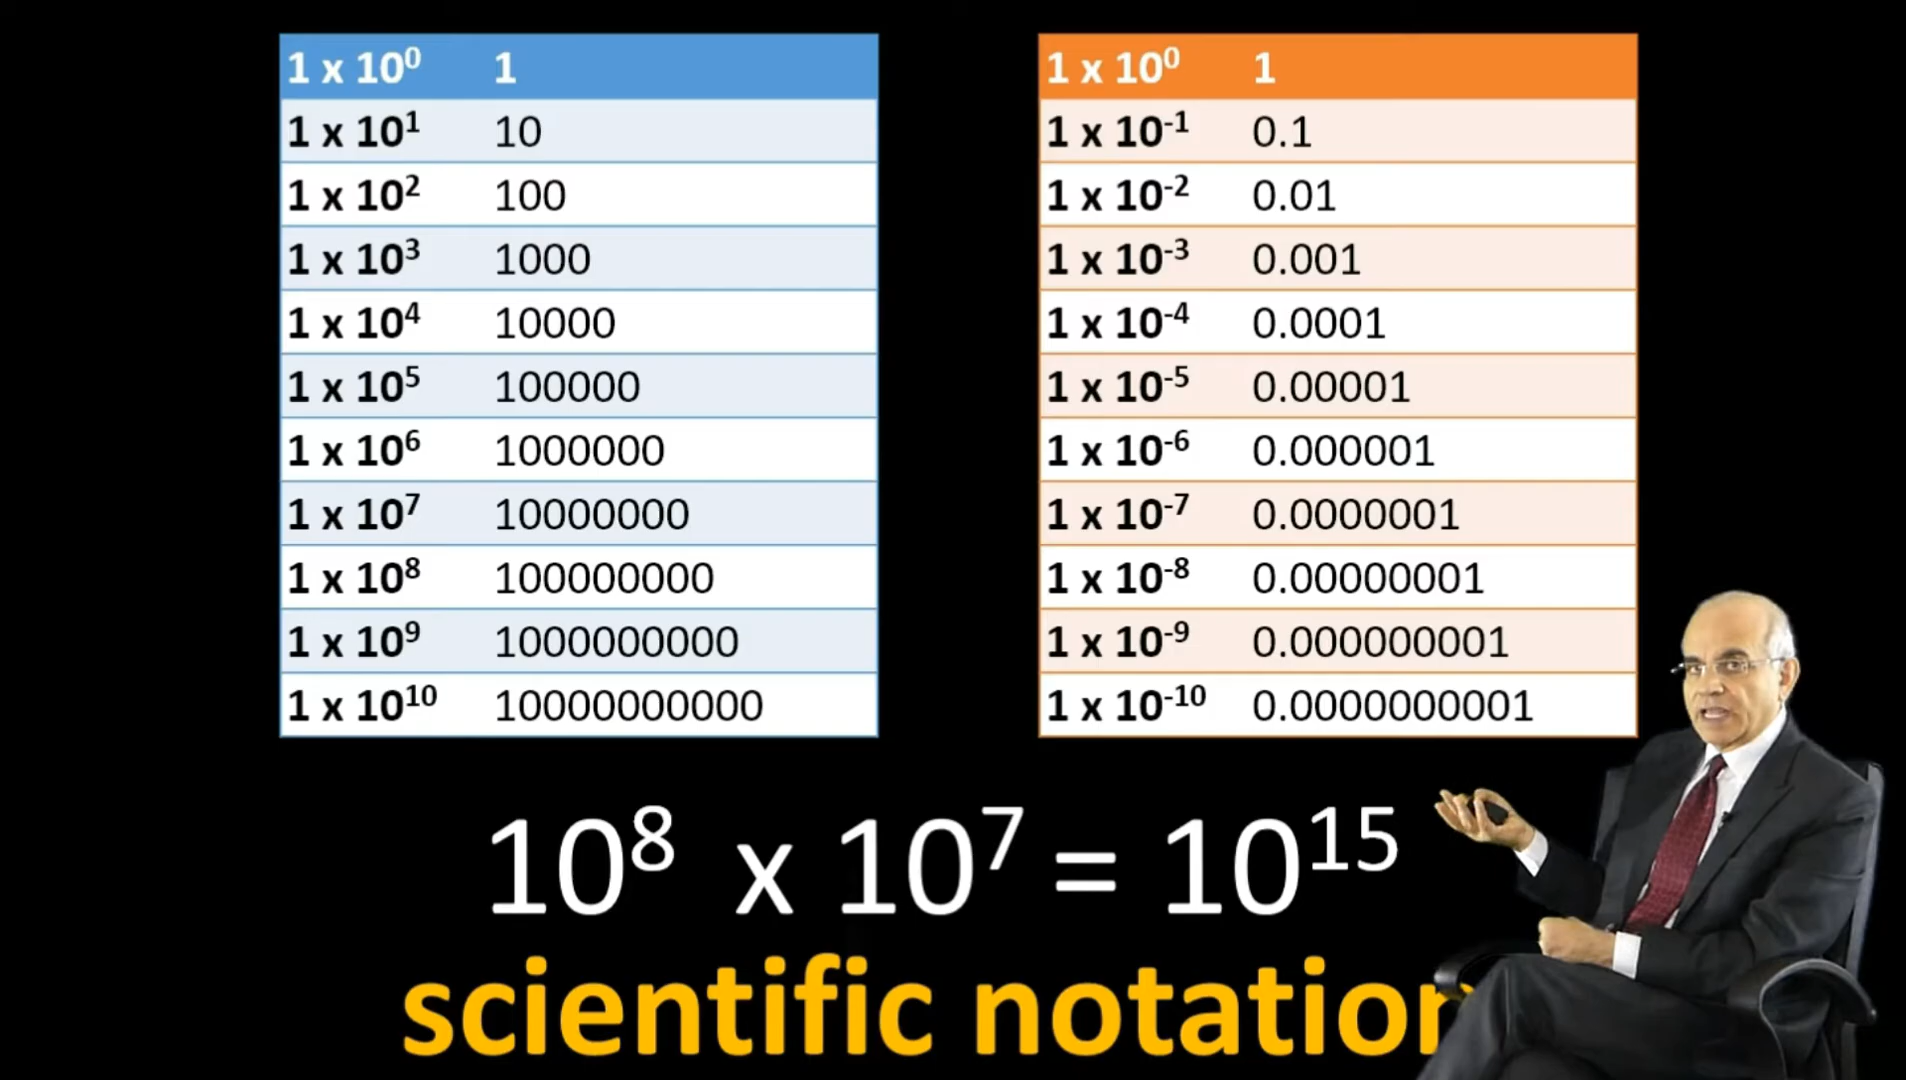 1 x 10⁰ 1
1 x 10¹ 10
1 x 10² 100
1 x 10³ 1000
1 x 10⁴ 10000
1 x 10⁵ 100000
1 x 10⁶ 1000000
1 x 10⁷ 10000000
1 x 10⁸ 100000000
1 x 10⁹ 1000000000
1 x 10¹⁰ 10000000000
1 x 10⁰ 1
1 x 10⁻¹ 0.1
1 x 10⁻² 0.01
1 x 10⁻³ 0.001
1 x 10⁻⁴ 0.0001
1 x 10⁻⁵ 0.00001
1 x 10⁻⁶ 0.000001
1 x 10⁻⁷ 0.0000001
1 x 10⁻⁸ 0.00000001
1 x 10⁻⁹ 0.000000001
1 x 10⁻¹⁰ 0.0000000001
10⁸ x 10⁷ = 10¹⁵
scientific notation